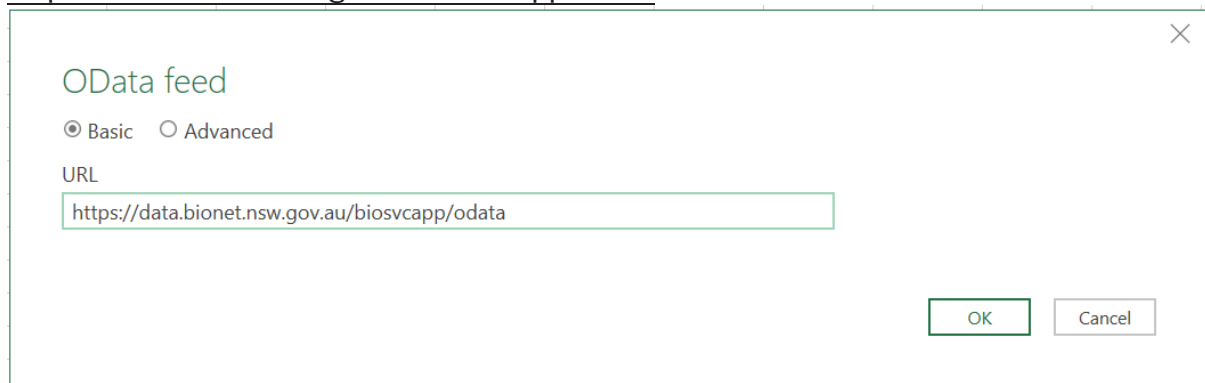 OData feed
Basic Advanced
URL
https://data.bionet.nsw.gov.au/biosvcapp/odata
OK Cancel